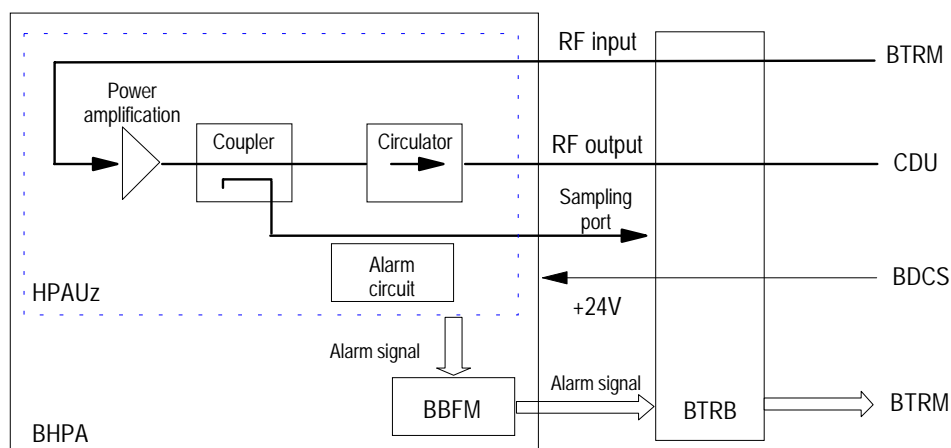 RF input
BTRM
Power
amplification
Coupler
Circulator
RF output
CDU
Sampling
port
Alarm
circuit
BDCS
HPAUz
+24V
Alarm signal
Alarm signal
BBFM
BTRB
BTRM
BHPA